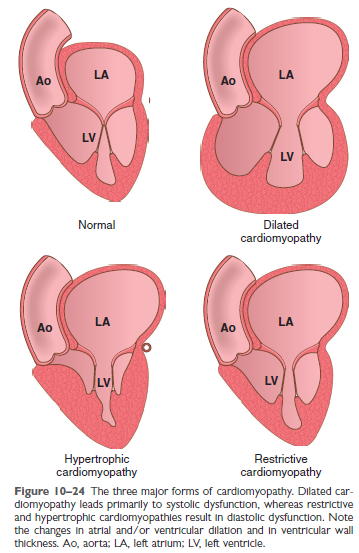 Ao
LA
LV
Normal
Ao
LA
LV
Dilated
cardiomyopathy
Ao
LA
LV
Hypertrophic
cardiomyopathy
Ao
LA
LV
Restrictive
cardiomyopathy
Figure 10–24 The three major forms of cardiomyopathy. Dilated car-
diomyopathy leads primarily to systolic dysfunction, whereas restrictive
and hypertrophic cardiomyopathies result in diastolic dysfunction. Note
the changes in atrial and/or ventricular dilation and in ventricular wall
thickness. Ao, aorta; LA, left atrium; LV, left ventricle.